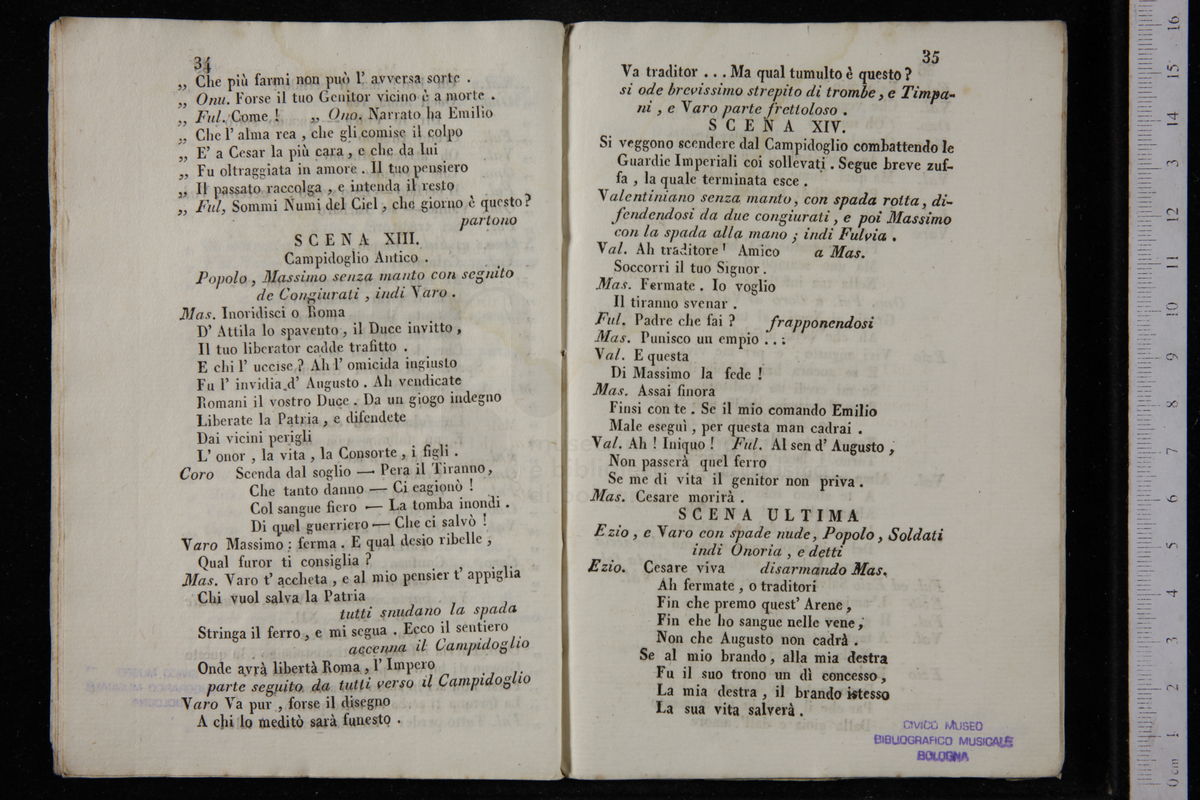 34
„ Che più farmi non può l' avversa sorte .
„ Onu. Forse il tuo Genitor vicino è a morte .
„ Ful. Come ! „ Ono. Narrato ha Emilio
„ Che l' alma rea , che gli comise il colpo
„ E' a Cesar la più cara , e che da lui
„ Fu oltraggiata in amore . Il tuo pensiero
„ Il passato raccolga , e intenda il resto
„ Ful, Sommi Numi del Ciel , che giorno è questo ?
partono
SCENA XIII.
Campidoglio Antico .
Popolo , Massimo senza manto con seguito
de Congiurati , indi Varo .
Mas. Inoridisci o Roma
D' Attila lo spavento , il Duce invitto ,
Il tuo liberator cadde trafitto .
E chi l' uccise ? Ah l' omicida ingiusto
Fu l' invidia d' Augusto . Ah vendicate
Romani il vostro Duce . Da un giogo indegno
Liberate la Patria , e difendete
Dai vicini perigli
L' onor , la vita , la Consorte , i figli .
Coro Scenda dal soglio — Pera il Tiranno ,
Che tanto danno — Ci cagionò !
Col sangue fiero — La tomba inondi .
Di quel guerriero — Che ci salvò !
Varo Massimo : ferma . E qual desio ribelle ,
Qual furor ti consiglia ?
Mas. Varo t' accheta , e al mio pensier t' appiglia
Chi vuol salva la Patria
tutti snudano la spada
Stringa il ferro , e mi segua . Ecco il sentiero
accenna il Campidoglio
Onde avrà libertà Roma , l' Impero
parte seguito da tutti verso il Campidoglio
Varo Va pur , forse il disegno
A chi lo meditò sarà funesto .
35
Va traditor . . . Ma qual tumulto è questo ?
si ode brevissimo strepito di trombe , e Timpa-
ni , e Varo parte frettoloso .
SCENA XIV.
Si veggono scendere dal Campidoglio combattendo le
Guardie Imperiali coi sollevati . Segue breve zuf-
fa , la quale terminata esce .
Valentiniano senza manto, con spada rotta, di-
fendendosi da due congiurati , e poi Massimo
con la spada alla mano ; indi Fulvia .
Val. Ah traditore ! Amico a Mas.
Soccorri il tuo Signor .
Mas. Fermate . Io voglio
Il tiranno svenar .
Ful. Padre che fai ? frapponendosi
Mas. Punisco un empio . . :
Val. E questa
Di Massimo la fede !
Mas. Assai finora
Finsi con te . Se il mio comando Emilio
Male eseguì , per questa man cadrai .
Val. Ah ! Iniquo ! Ful. Al sen d' Augusto ,
Non passerà quel ferro
Se me di vita il genitor non priva .
Mas. Cesare morirà .
SCENA ULTIMA
Ezio , e Varo con spade nude, Popolo , Soldati
indi Onoria , e detti
Ezio. Cesare viva disarmando Mas.
Ah fermate , o traditori
Fin che premo quest' Arene ,
Fin che ho sangue nelle vene ,
Non che Augusto non cadrà .
Se al mio brando , alla mia destra
Fu il suo trono un dì concesso ,
La mia destra , il brando istesso
La sua vita salverà .
CIVICO MUSEO
BIBLIOGRAFICO MUSICALE
BOLOGNA